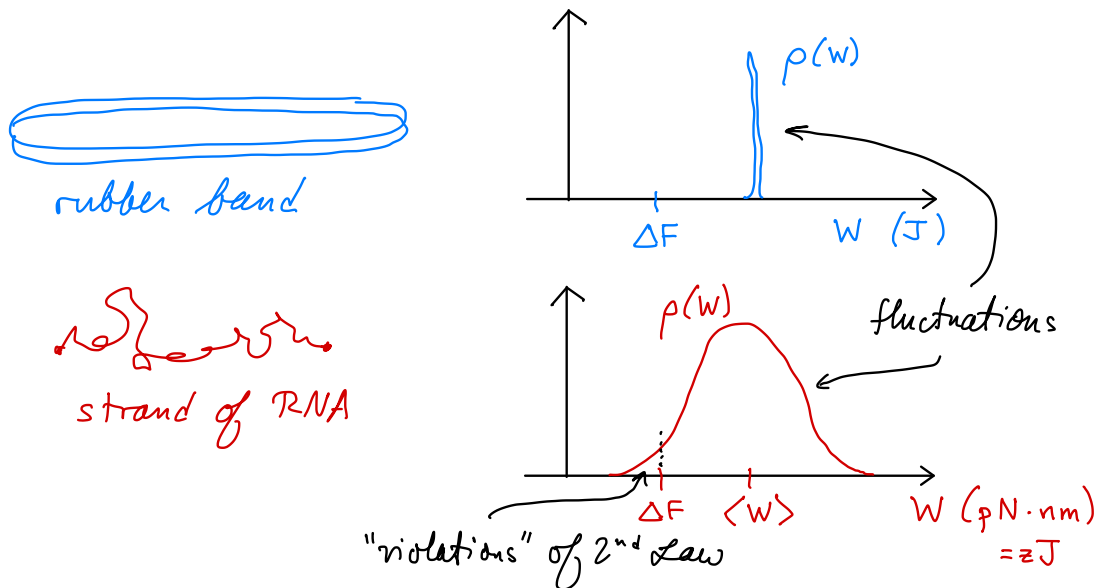 ρ(W)
rubber band
ΔF
W (J)
ρ(W)
fluctuations
strand of RNA
ΔF
<W>
W (pN·nm)
= zJ
"violations" of 2nd Law